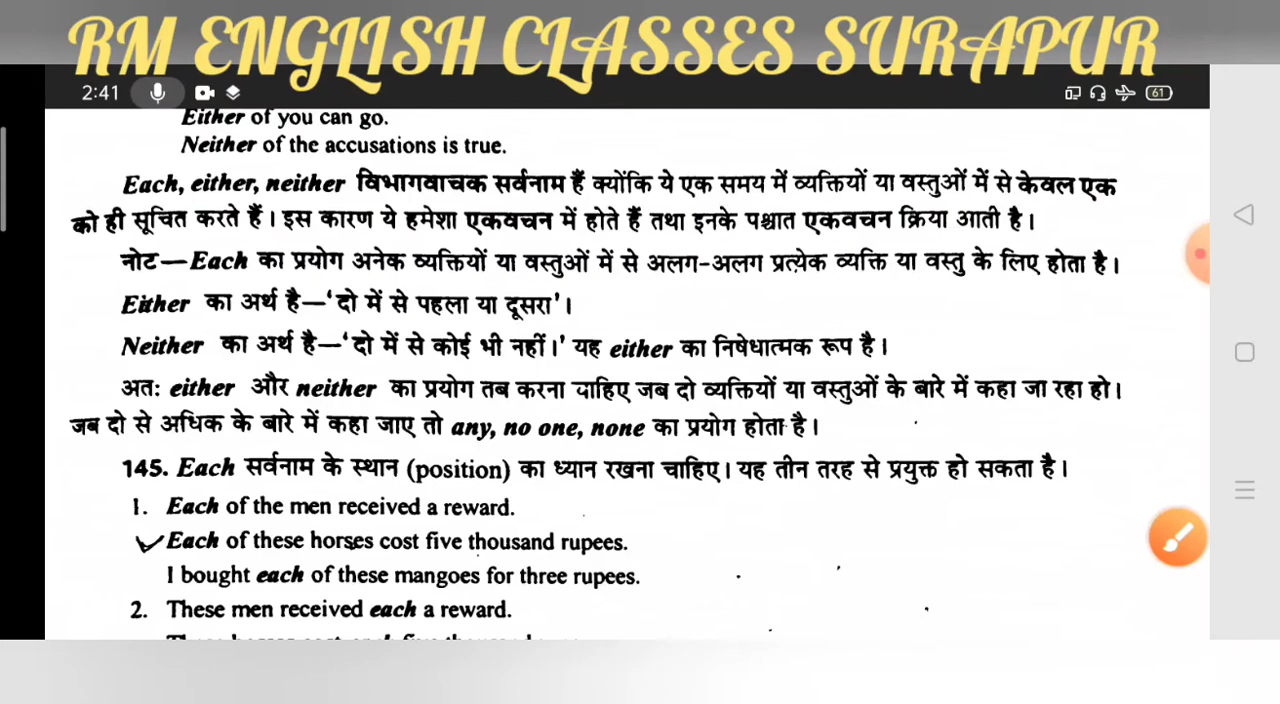 RM ENGLISH CLASSES SURAPUR
2:41
61
Either of you can go.
Neither of the accusations is true.
Each, either, neither विभागवाचक सर्वनाम हैं क्योंकि ये एक समय में व्यक्तियों या वस्तुओं में से केवल एक
को ही सूचित करते हैं। इस कारण ये हमेशा एकवचन में होते हैं तथा इनके पश्चात एकवचन क्रिया आती है।
नोट—Each का प्रयोग अनेक व्यक्तियों या वस्तुओं में से अलग-अलग प्रत्येक व्यक्ति या वस्तु के लिए होता है।
Either का अर्थ है—'दो में से पहला या दूसरा'।
Neither का अर्थ है—'दो में से कोई भी नहीं।' यह either का निषेधात्मक रूप है।
अतः either और neither का प्रयोग तब करना चाहिए जब दो व्यक्तियों या वस्तुओं के बारे में कहा जा रहा हो।
जब दो से अधिक के बारे में कहा जाए तो any, no one, none का प्रयोग होता है।
145. Each सर्वनाम के स्थान (position) का ध्यान रखना चाहिए। यह तीन तरह से प्रयुक्त हो सकता है।
1. Each of the men received a reward.
Each of these horses cost five thousand rupees.
I bought each of these mangoes for three rupees.
2. These men received each a reward.